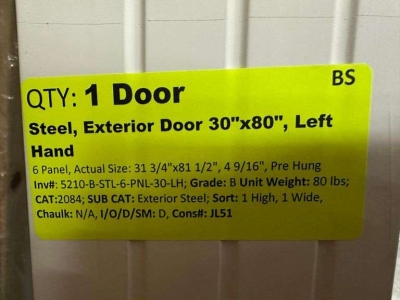 BS
QTY: 1 Door
Steel, Exterior Door 30"x80", Left
Hand
6 Panel, Actual Size: 31 3/4"x81 1/2", 4 9/16", Pre Hung
Inv#: 5210-B-STL-6-PNL-30-LH; Grade: B Unit Weight: 80 lbs;
CAT:2084; SUB CAT: Exterior Steel; Sort: 1 High, 1 Wide,
Chaulk: N/A, I/O/D/SM: D, Cons#: JL51